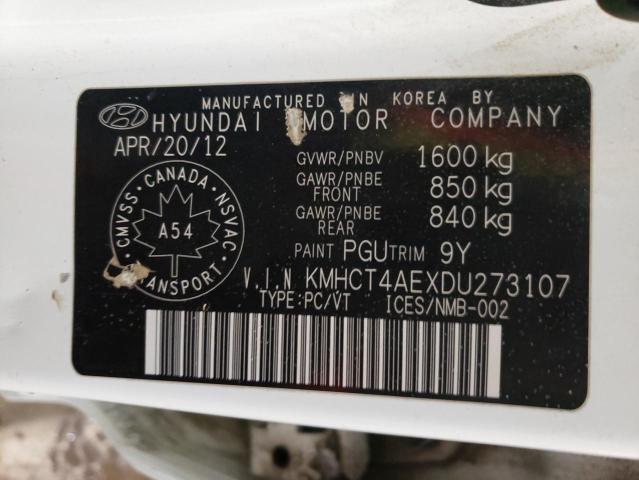 MANUFACTURED IN KOREA BY
HYUNDAI MOTOR COMPANY
APR/20/12
GVWR/PNBV 1600 kg
GAWR/PNBE FRONT 850 kg
GAWR/PNBE REAR 840 kg
CANADA
CMVSS NSVAC
A54
TRANSPORT
PAINT PGU TRIM 9Y
V.I.N KMHCT4AEXDU273107
TYPE:PC/VT ICES/NMB-002